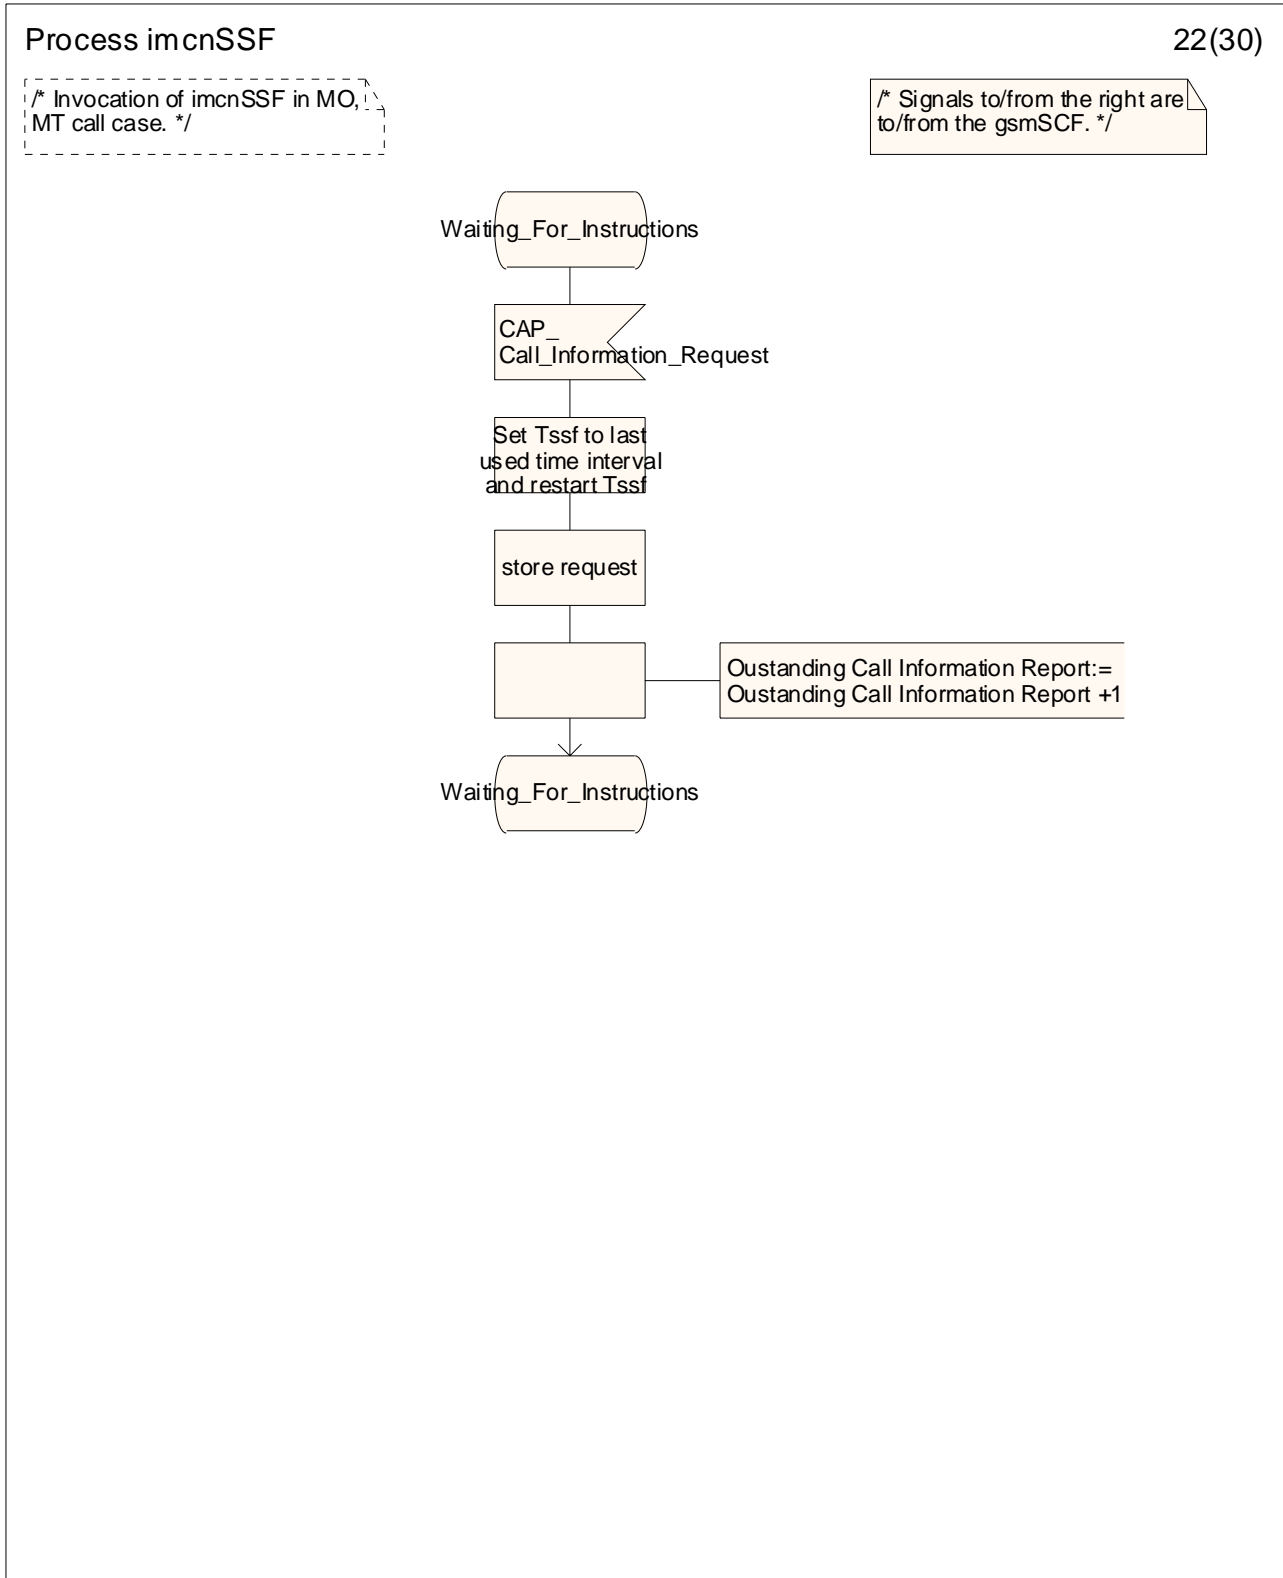 Process imcnSSF
22(30)
/* Invocation of imcnSSF in MO,
MT call case. */
/* Signals to/from the right are
to/from the gsmSCF. */
Waiting_For_Instructions
CAP_
Call_Information_Request
Set Tssf to last
used time interval
and restart Tssf
store request
Oustanding Call Information Report:=
Oustanding Call Information Report +1
Waiting_For_Instructions